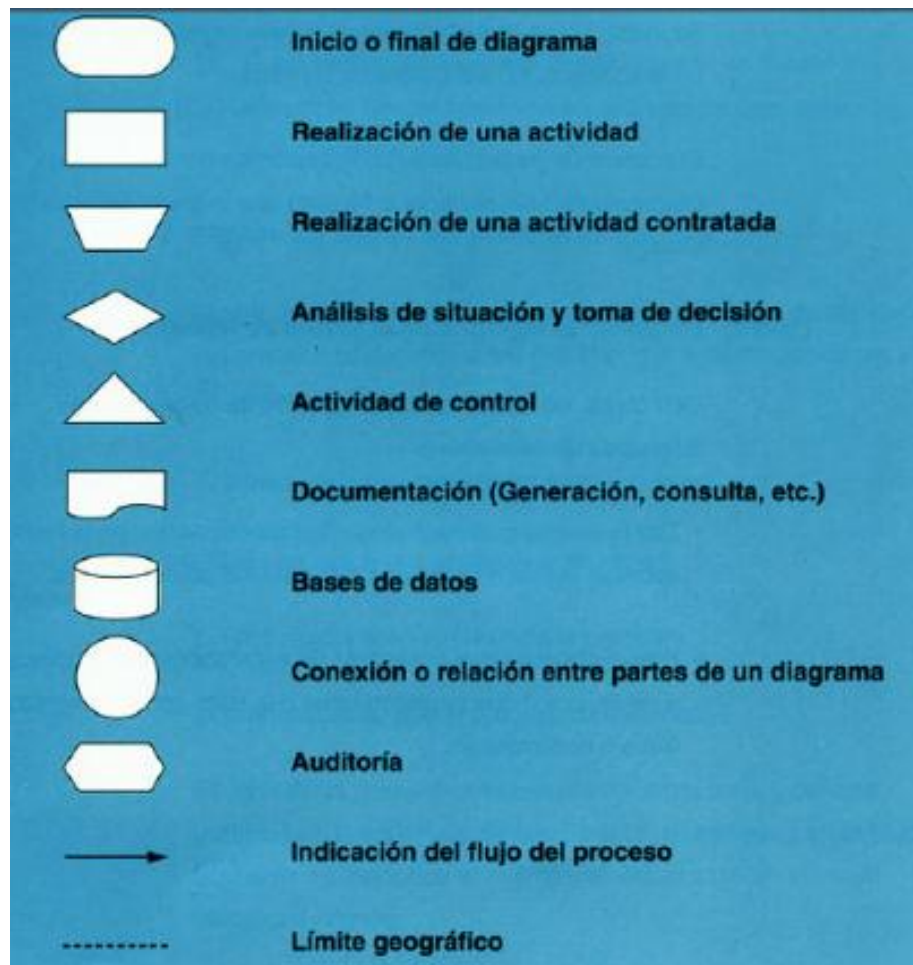 Inicio o final de diagrama
Realización de una actividad
Realización de una actividad contratada
Análisis de situación y toma de decisión
Actividad de control
Documentación (Generación, consulta, etc.)
Bases de datos
Conexión o relación entre partes de un diagrama
Auditoría
Indicación del flujo del proceso
Límite geográfico